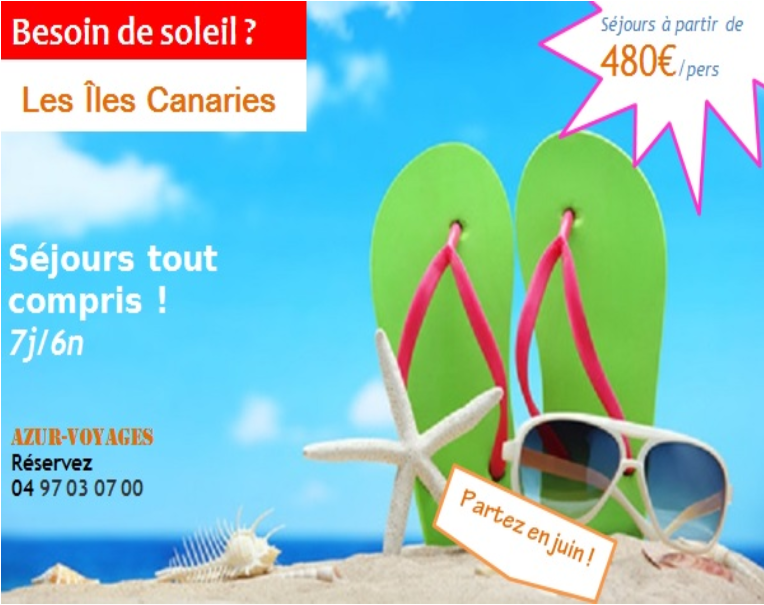 Besoin de soleil ?
Les Îles Canaries
Séjours à partir de
480€/pers
Séjours tout
compris !
7j/6n
AZUR-VOYAGES
Réservez
04 97 03 07 00
Partez en juin !